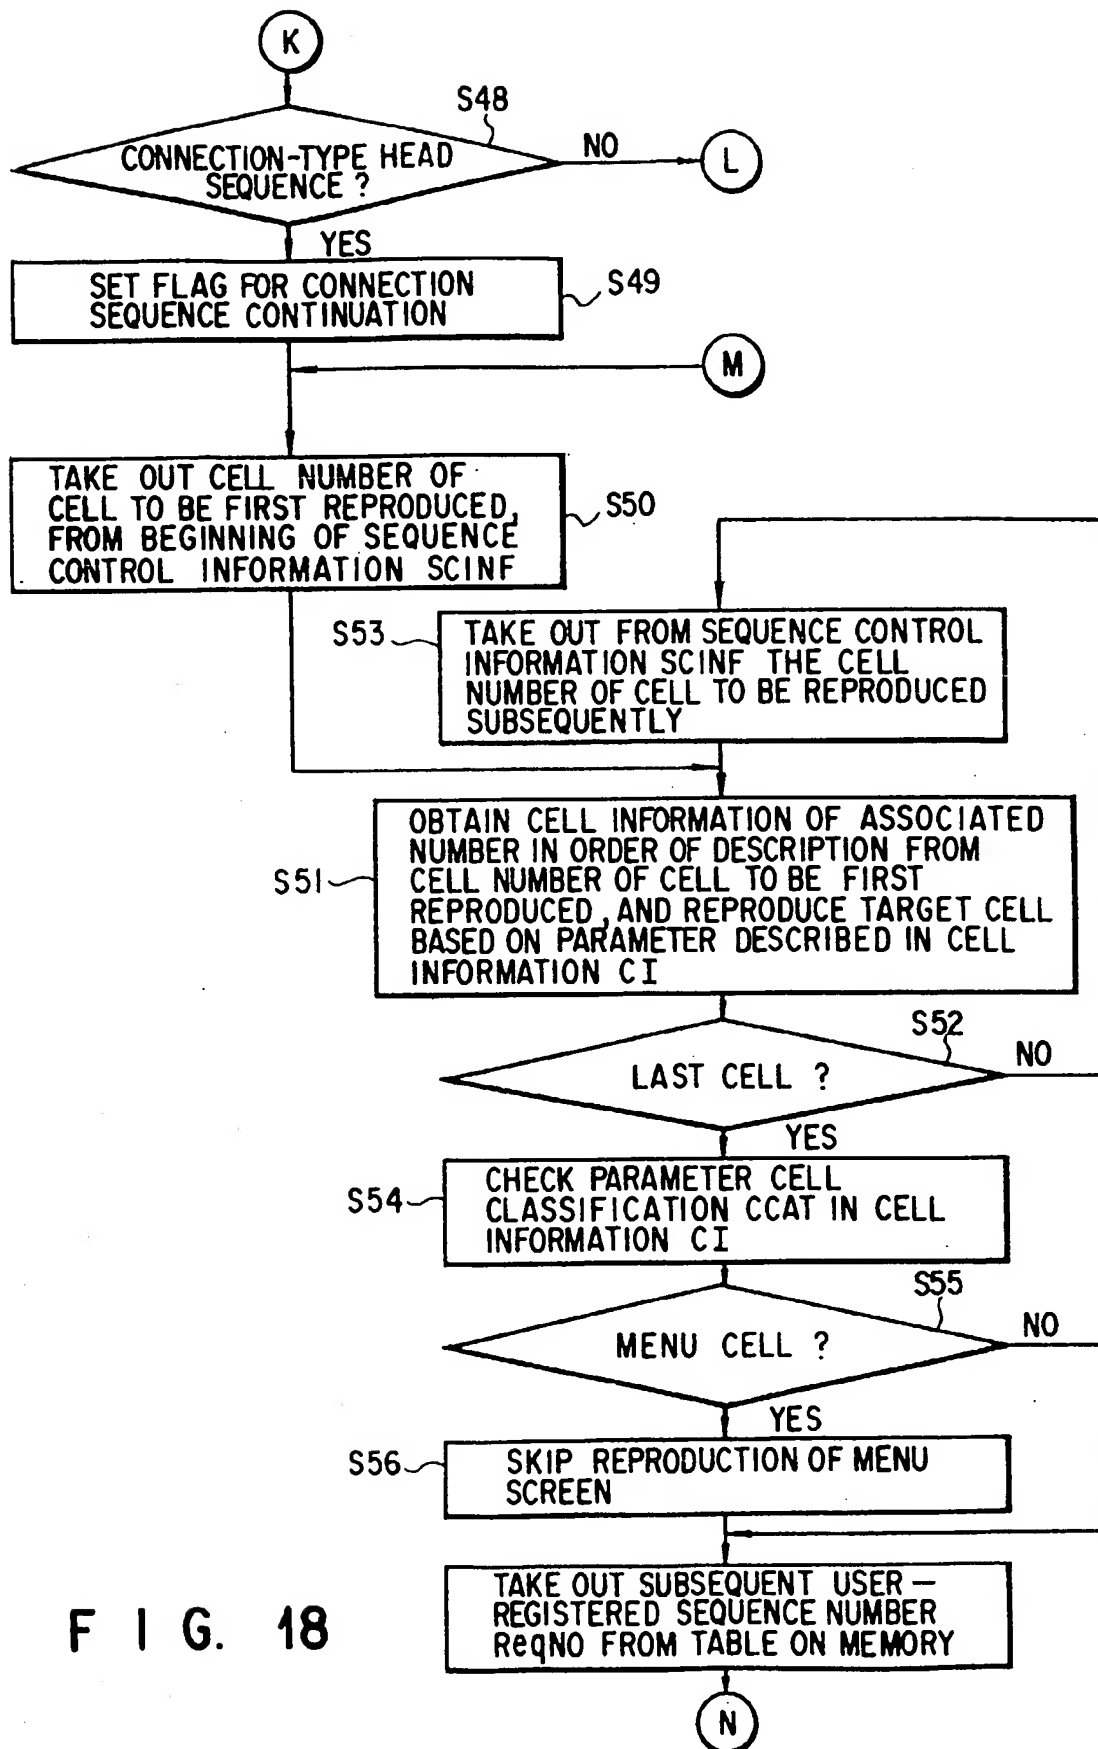 K
S48
CONNECTION-TYPE HEAD
SEQUENCE ?
NO
L
YES
SET FLAG FOR CONNECTION
SEQUENCE CONTINUATION
S49
M
TAKE OUT CELL NUMBER OF
CELL TO BE FIRST REPRODUCED,
FROM BEGINNING OF SEQUENCE
CONTROL INFORMATION SCINF
S50
S53
TAKE OUT FROM SEQUENCE CONTROL
INFORMATION SCINF THE CELL
NUMBER OF CELL TO BE REPRODUCED
SUBSEQUENTLY
S51
OBTAIN CELL INFORMATION OF ASSOCIATED
NUMBER IN ORDER OF DESCRIPTION FROM
CELL NUMBER OF CELL TO BE FIRST
REPRODUCED, AND REPRODUCE TARGET CELL
BASED ON PARAMETER DESCRIBED IN CELL
INFORMATION CI
S52
LAST CELL ?
NO
YES
S54
CHECK PARAMETER CELL
CLASSIFICATION CCAT IN CELL
INFORMATION CI
S55
MENU CELL ?
NO
YES
S56
SKIP REPRODUCTION OF MENU
SCREEN
TAKE OUT SUBSEQUENT USER—
REGISTERED SEQUENCE NUMBER
ReqNO FROM TABLE ON MEMORY
N
FIG. 18